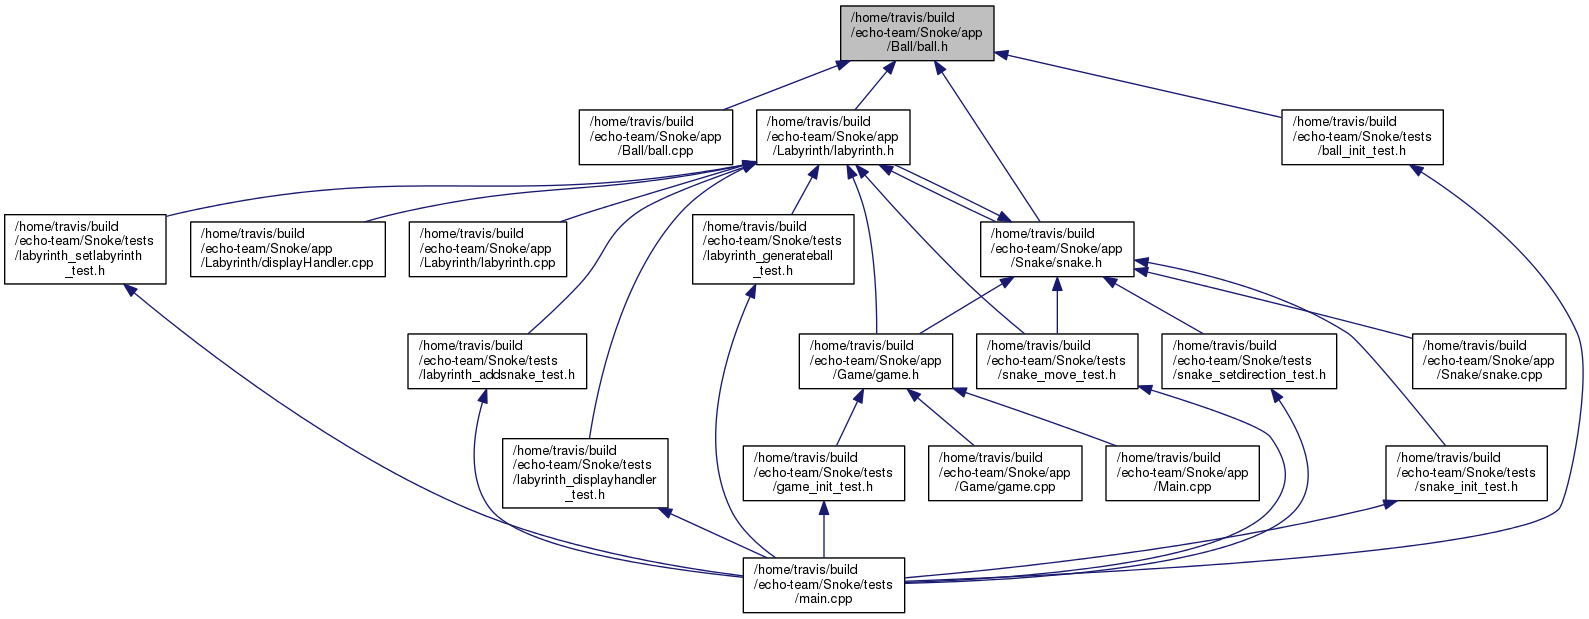 /home/travis/build
/echo-team/Snoke/app
/Ball/ball.h
/home/travis/build
/echo-team/Snoke/app
/Ball/ball.cpp
/home/travis/build
/echo-team/Snoke/app
/Labyrinth/labyrinth.h
/home/travis/build
/echo-team/Snoke/tests
/ball_init_test.h
/home/travis/build
/echo-team/Snoke/tests
/labyrinth_setlabyrinth
_test.h
/home/travis/build
/echo-team/Snoke/app
/Labyrinth/displayHandler.cpp
/home/travis/build
/echo-team/Snoke/app
/Labyrinth/labyrinth.cpp
/home/travis/build
/echo-team/Snoke/tests
/labyrinth_generateball
_test.h
/home/travis/build
/echo-team/Snoke/app
/Snake/snake.h
/home/travis/build
/echo-team/Snoke/tests
/labyrinth_addsnake_test.h
/home/travis/build
/echo-team/Snoke/app
/Game/game.h
/home/travis/build
/echo-team/Snoke/tests
/snake_move_test.h
/home/travis/build
/echo-team/Snoke/tests
/snake_setdirection_test.h
/home/travis/build
/echo-team/Snoke/app
/Snake/snake.cpp
/home/travis/build
/echo-team/Snoke/tests
/labyrinth_displayhandler
_test.h
/home/travis/build
/echo-team/Snoke/tests
/game_init_test.h
/home/travis/build
/echo-team/Snoke/app
/Game/game.cpp
/home/travis/build
/echo-team/Snoke/app
/Main.cpp
/home/travis/build
/echo-team/Snoke/tests
/snake_init_test.h
/home/travis/build
/echo-team/Snoke/tests
/main.cpp